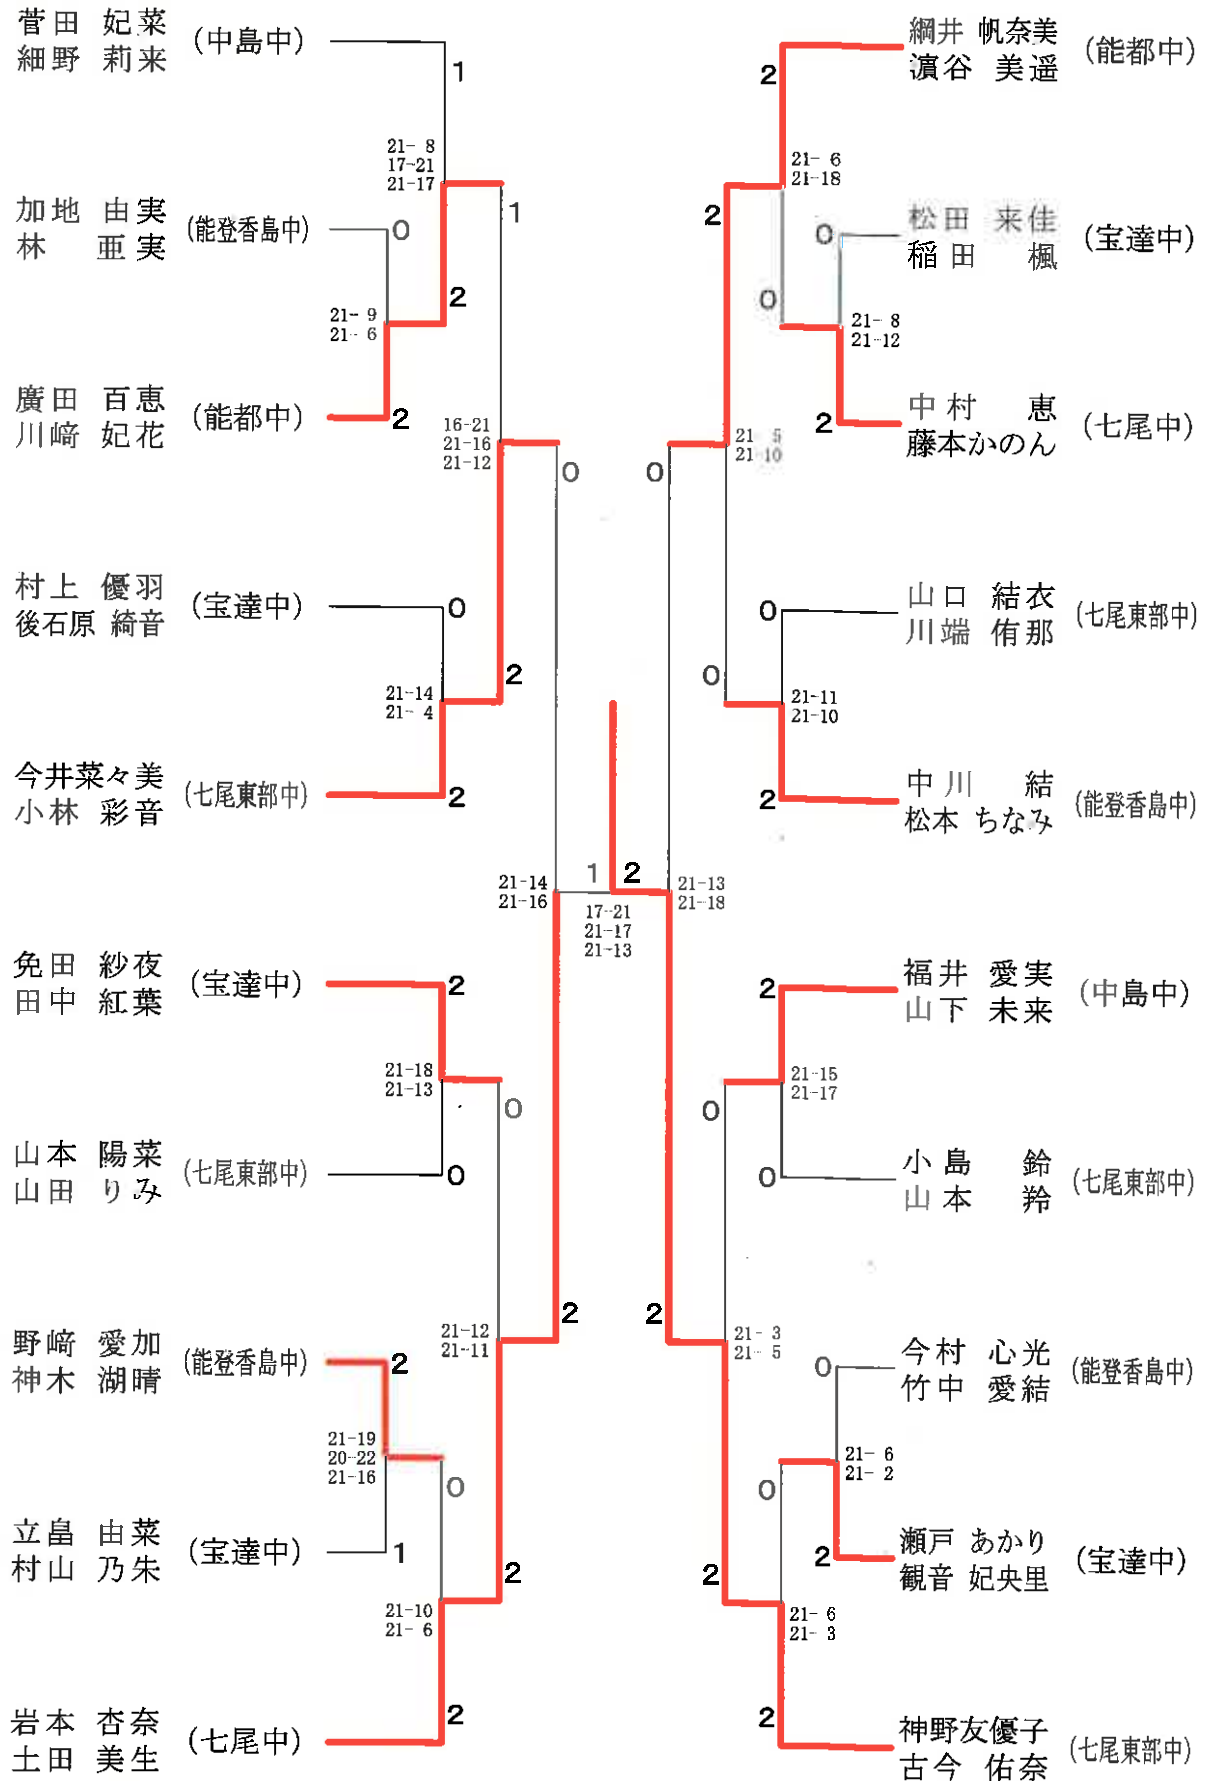 菅田 妃菜
細野 莉来
(中島中)
1
21- 8
17-21
21-17
加地 由実
林 亜実
(能登香島中)
0
2
1
21- 9
21- 6
廣田 百恵
川﨑 妃花
(能都中)
2
16-21
21-16
21-12
0
村上 優羽
後石原 綺音
(宝達中)
0
2
21-14
21- 4
今井菜々美
小林 彩音
(七尾東部中)
2
21-14
21-16
免田 紗夜
田中 紅葉
(宝達中)
2
21-18
21-13
0
山本 陽菜
山田 りみ
(七尾東部中)
0
2
21-12
21-11
野﨑 愛加
神木 湖晴
(能登香島中)
2
21-19
20-22
21-16
0
立畠 由菜
村山 乃朱
(宝達中)
1
2
21-10
21- 6
岩本 杏奈
土田 美生
(七尾中)
2
1
2
17-21
21-17
21-13
綱井 帆奈美
濵谷 美遥
(能都中)
2
21- 6
21-18
2
松田 来佳
稲田 楓
(宝達中)
0
0
21- 8
21-12
中村 恵
藤本かのん
(七尾中)
2
21- 5
21-10
0
山口 結衣
川端 侑那
(七尾東部中)
0
0
21-11
21-10
中川 結
松本 ちなみ
(能登香島中)
2
21-13
21-18
福井 愛実
山下 未来
(中島中)
2
21-15
21-17
0
小島 鈴
山本 羚
(七尾東部中)
0
2
21- 3
21- 5
今村 心光
竹中 愛結
(能登香島中)
0
21- 6
21- 2
0
瀬戸 あかり
観音 妃央里
(宝達中)
2
2
21- 6
21- 3
神野友優子
古今 佑奈
(七尾東部中)
2